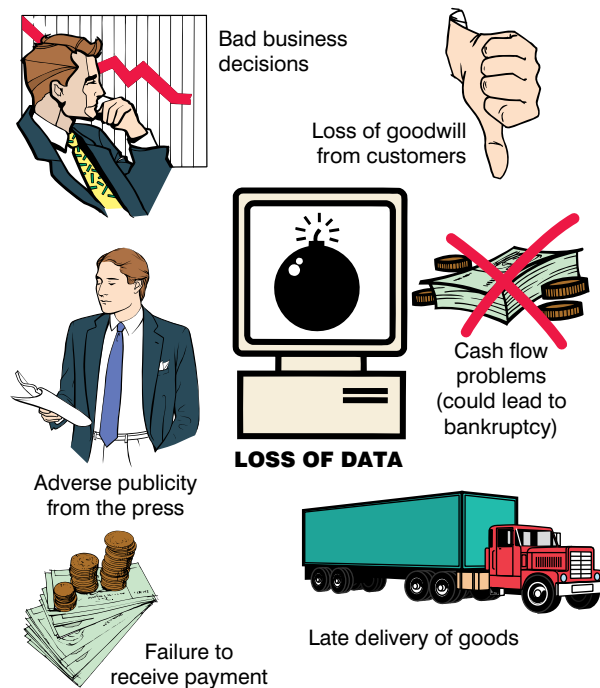 Bad business
decisions
Loss of goodwill
from customers
Cash flow
problems
(could lead to
bankruptcy)
LOSS OF DATA
Adverse publicity
from the press
Late delivery of goods
Failure to
receive payment